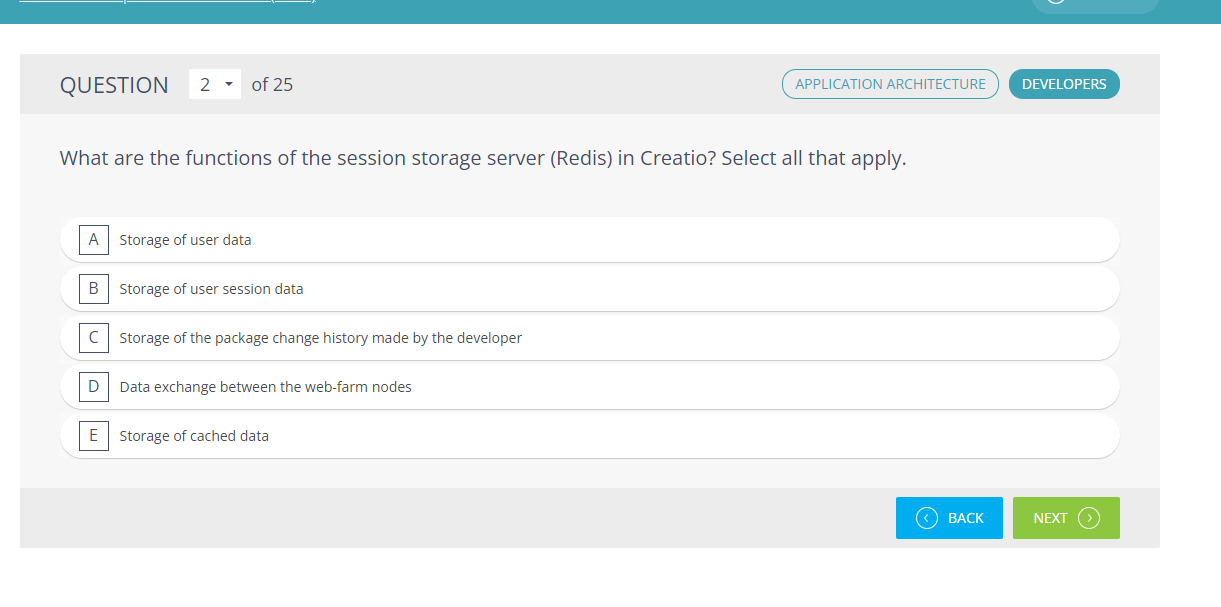 QUESTION 2 of 25
APPLICATION ARCHITECTURE DEVELOPERS
What are the functions of the session storage server (Redis) in Creatio? Select all that apply.
A Storage of user data
B Storage of user session data
C Storage of the package change history made by the developer
D Data exchange between the web-farm nodes
E Storage of cached data
BACK NEXT